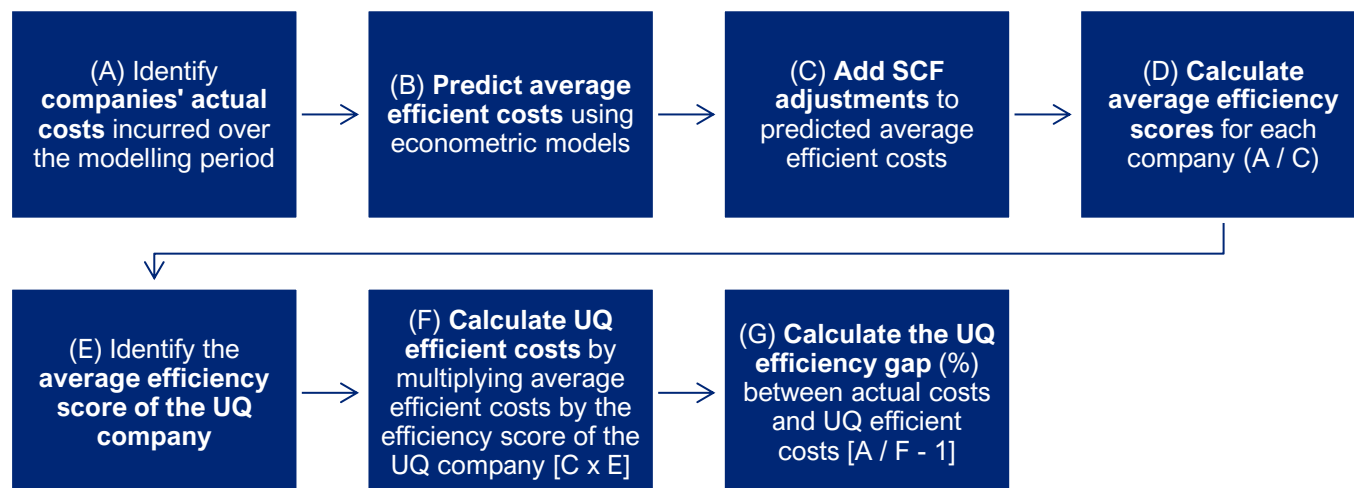 (A) Identify
companies' actual
costs incurred over
the modelling period
(B) Predict average
efficient costs using
econometric models
(C) Add SCF
adjustments to
predicted average
efficient costs
(D) Calculate
average efficiency
scores for each
company (A / C)
(E) Identify the
average efficiency
score of the UQ
company
(F) Calculate UQ
efficient costs by
multiplying average
efficient costs by the
efficiency score of the
UQ company [C x E]
(G) Calculate the UQ
efficiency gap (%)
between actual costs
and UQ efficient
costs [A / F - 1]